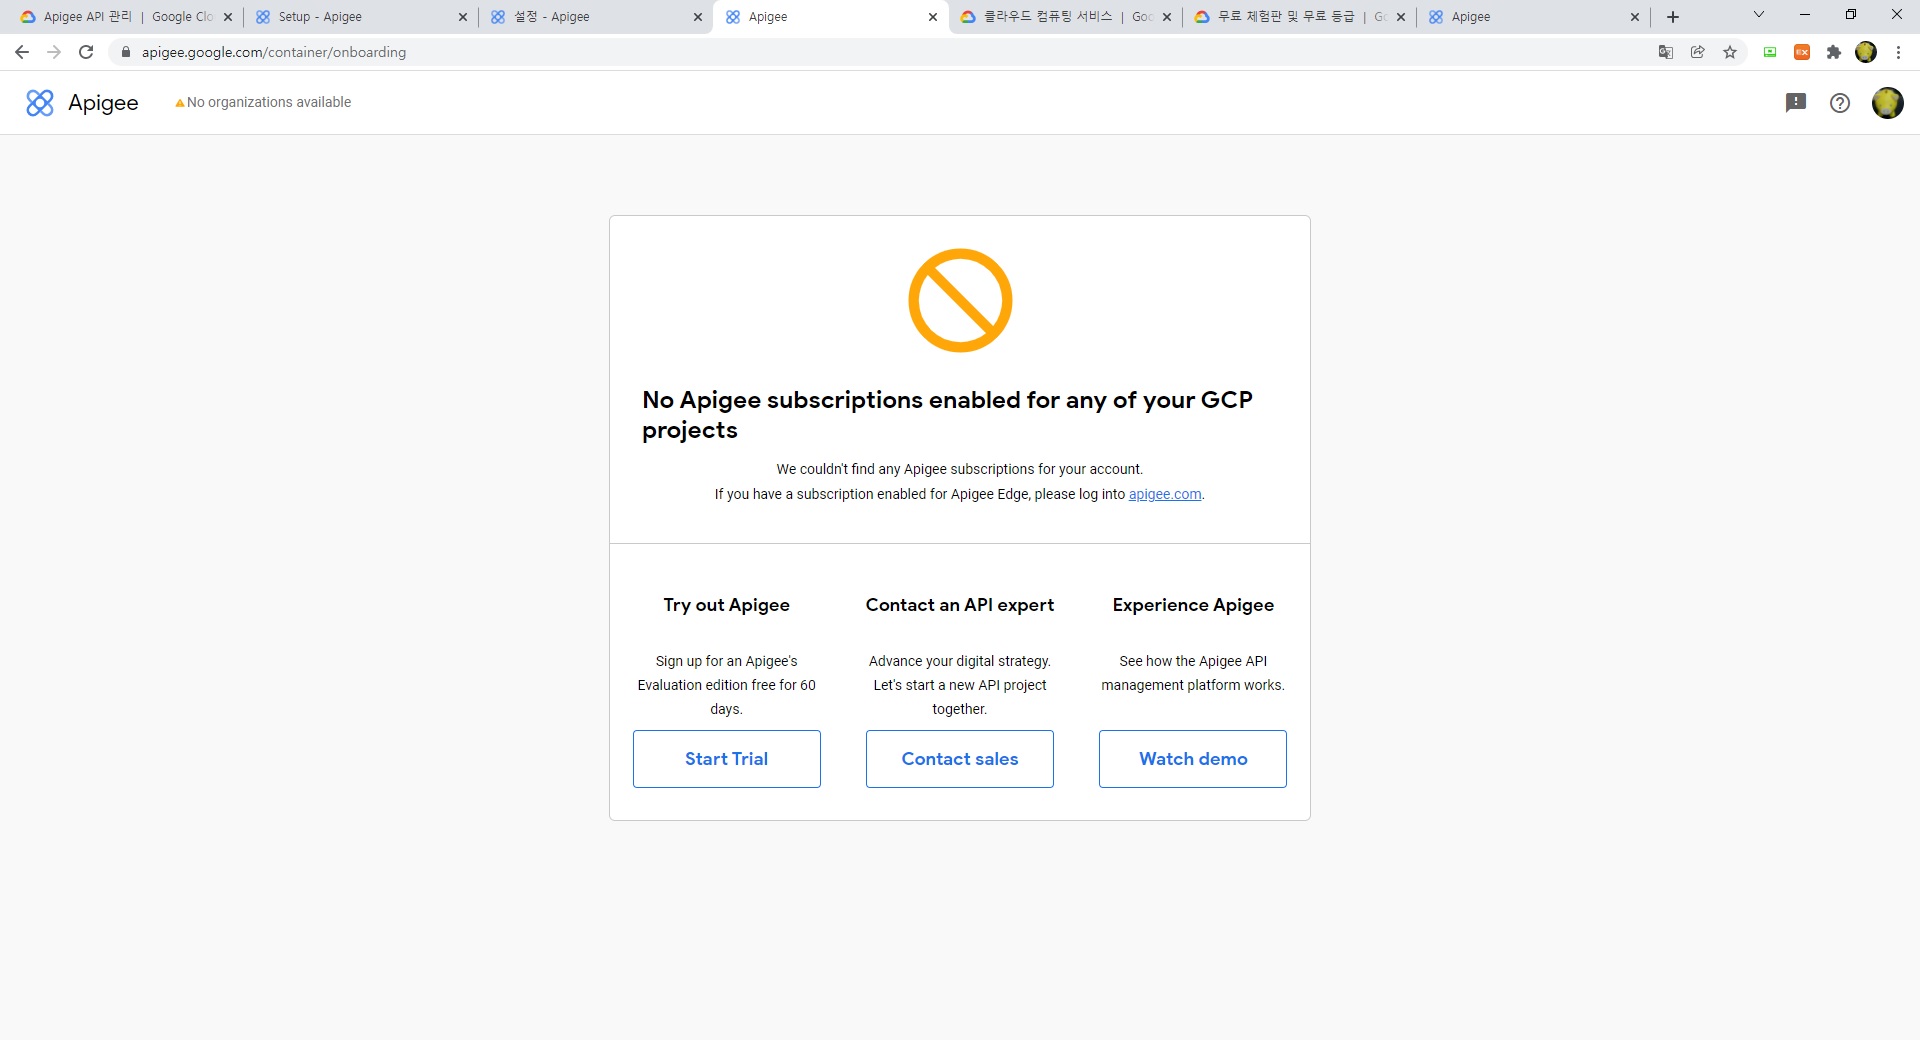 Apigee API 관리 | Google Clo
Setup - Apigee
설정 - Apigee
Apigee
클라우드 컴퓨팅 서비스 | Goo
무료 체험판 및 무료 등급 | Go
Apigee
apigee.google.com/container/onboarding
EX
Apigee
No organizations available
No Apigee subscriptions enabled for any of your GCP
projects
We couldn't find any Apigee subscriptions for your account.
If you have a subscription enabled for Apigee Edge, please log into apigee.com.
Try out Apigee
Sign up for an Apigee's
Evaluation edition free for 60
days.
Start Trial
Contact an API expert
Advance your digital strategy.
Let's start a new API project
together.
Contact sales
Experience Apigee
See how the Apigee API
management platform works.
Watch demo